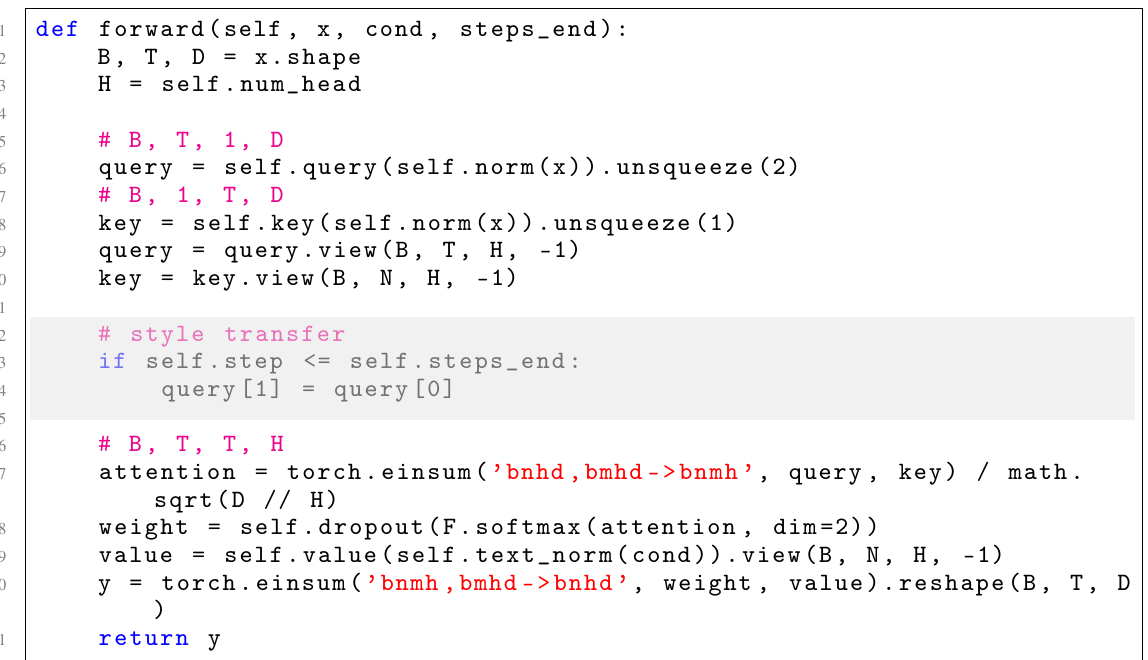 1 def forward(self, x, cond, steps_end):
2     B, T, D = x.shape
3     H = self.num_head
4
5     # B, T, 1, D
6     query = self.query(self.norm(x)).unsqueeze(2)
7     # B, 1, T, D
8     key = self.key(self.norm(x)).unsqueeze(1)
9     query = query.view(B, T, H, -1)
0     key = key.view(B, N, H, -1)
1
2     # style transfer
3     if self.step <= self.steps_end:
4         query[1] = query[0]
5
6     # B, T, T, H
7     attention = torch.einsum('bnhd,bmhd->bnmh', query, key) / math.
        sqrt(D // H)
8     weight = self.dropout(F.softmax(attention, dim=2))
9     value = self.value(self.text_norm(cond)).view(B, N, H, -1)
0     y = torch.einsum('bnmh,bmhd->bnhd', weight, value).reshape(B, T, D
        )
1     return y